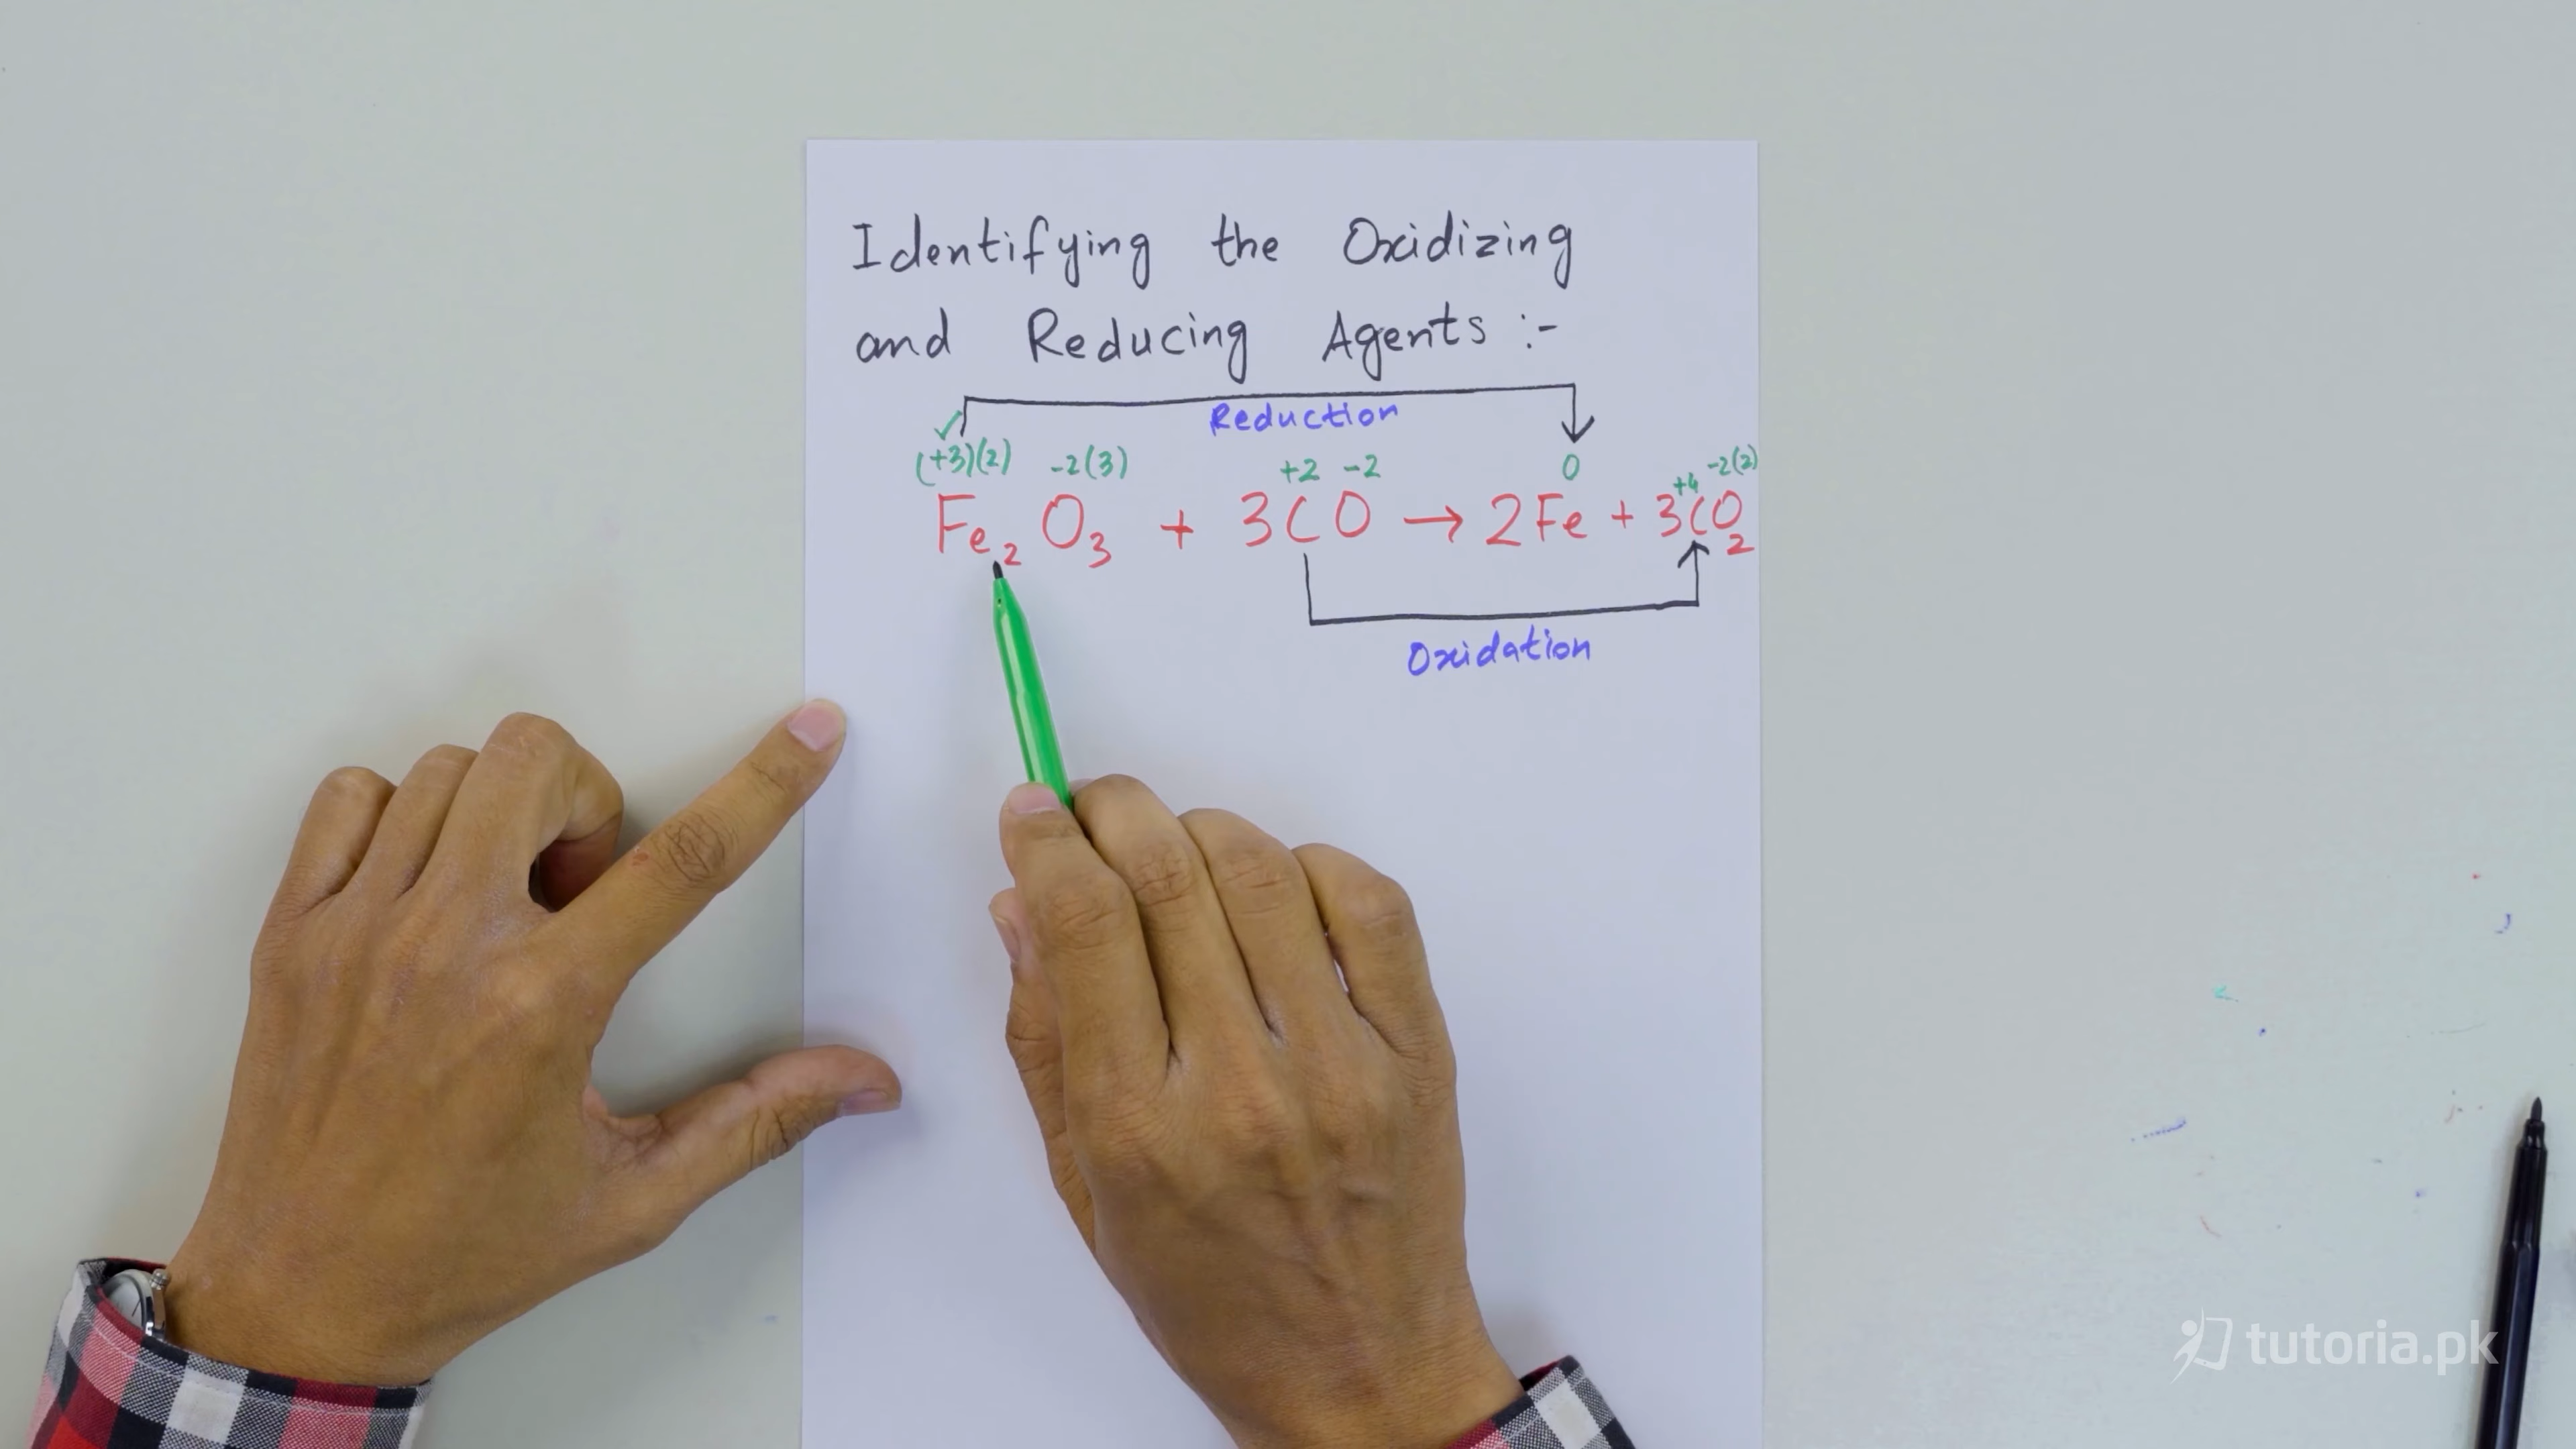 Identifying the Oxidizing
and Reducing Agents :-
Reduction
✓
(+3)(2) -2(3) +2 -2 0 +4 -2(2)
Fe₂O₃ + 3CO → 2Fe + 3CO₂
Oxidation
tutoria.pk